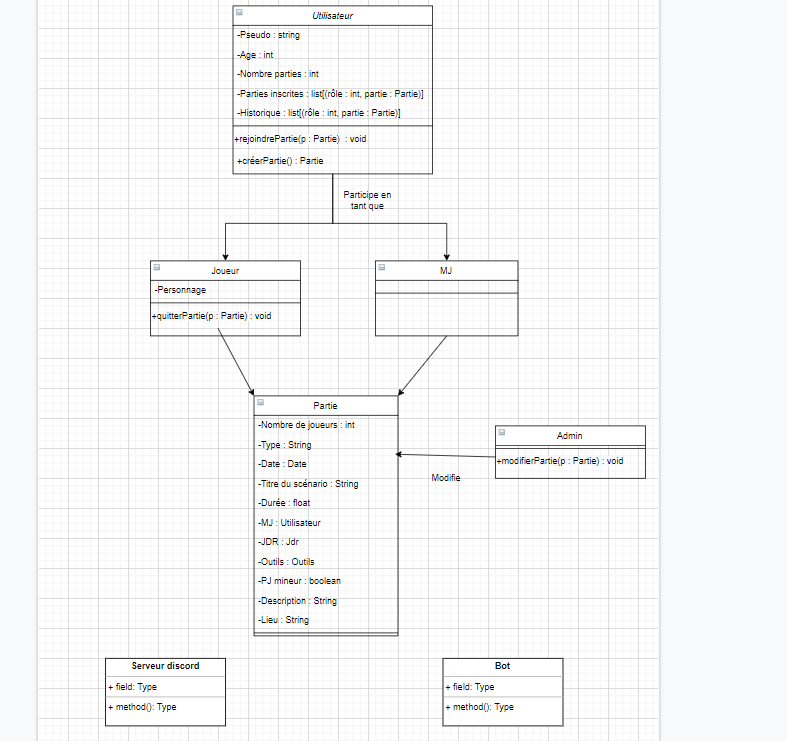 Utilisateur
-Pseudo : string
-Age : int
-Nombre parties : int
-Parties inscrites : list[(rôle : int, partie : Partie)]
-Historique : list[(rôle : int, partie : Partie)]
+rejoindrePartie(p : Partie) : void
+créerPartie() : Partie
Participe en
tant que
Joueur
-Personnage
+quitterPartie(p : Partie) : void
MJ
Partie
-Nombre de joueurs : int
-Type : String
-Date : Date
-Titre du scénario : String
-Durée : float
-MJ : Utilisateur
-JDR : Jdr
-Outils : Outils
-PJ mineur : boolean
-Description : String
-Lieu : String
Admin
+modifierPartie(p : Partie) : void
Modifie
Serveur discord
+ field: Type
+ method(): Type
Bot
+ field: Type
+ method(): Type